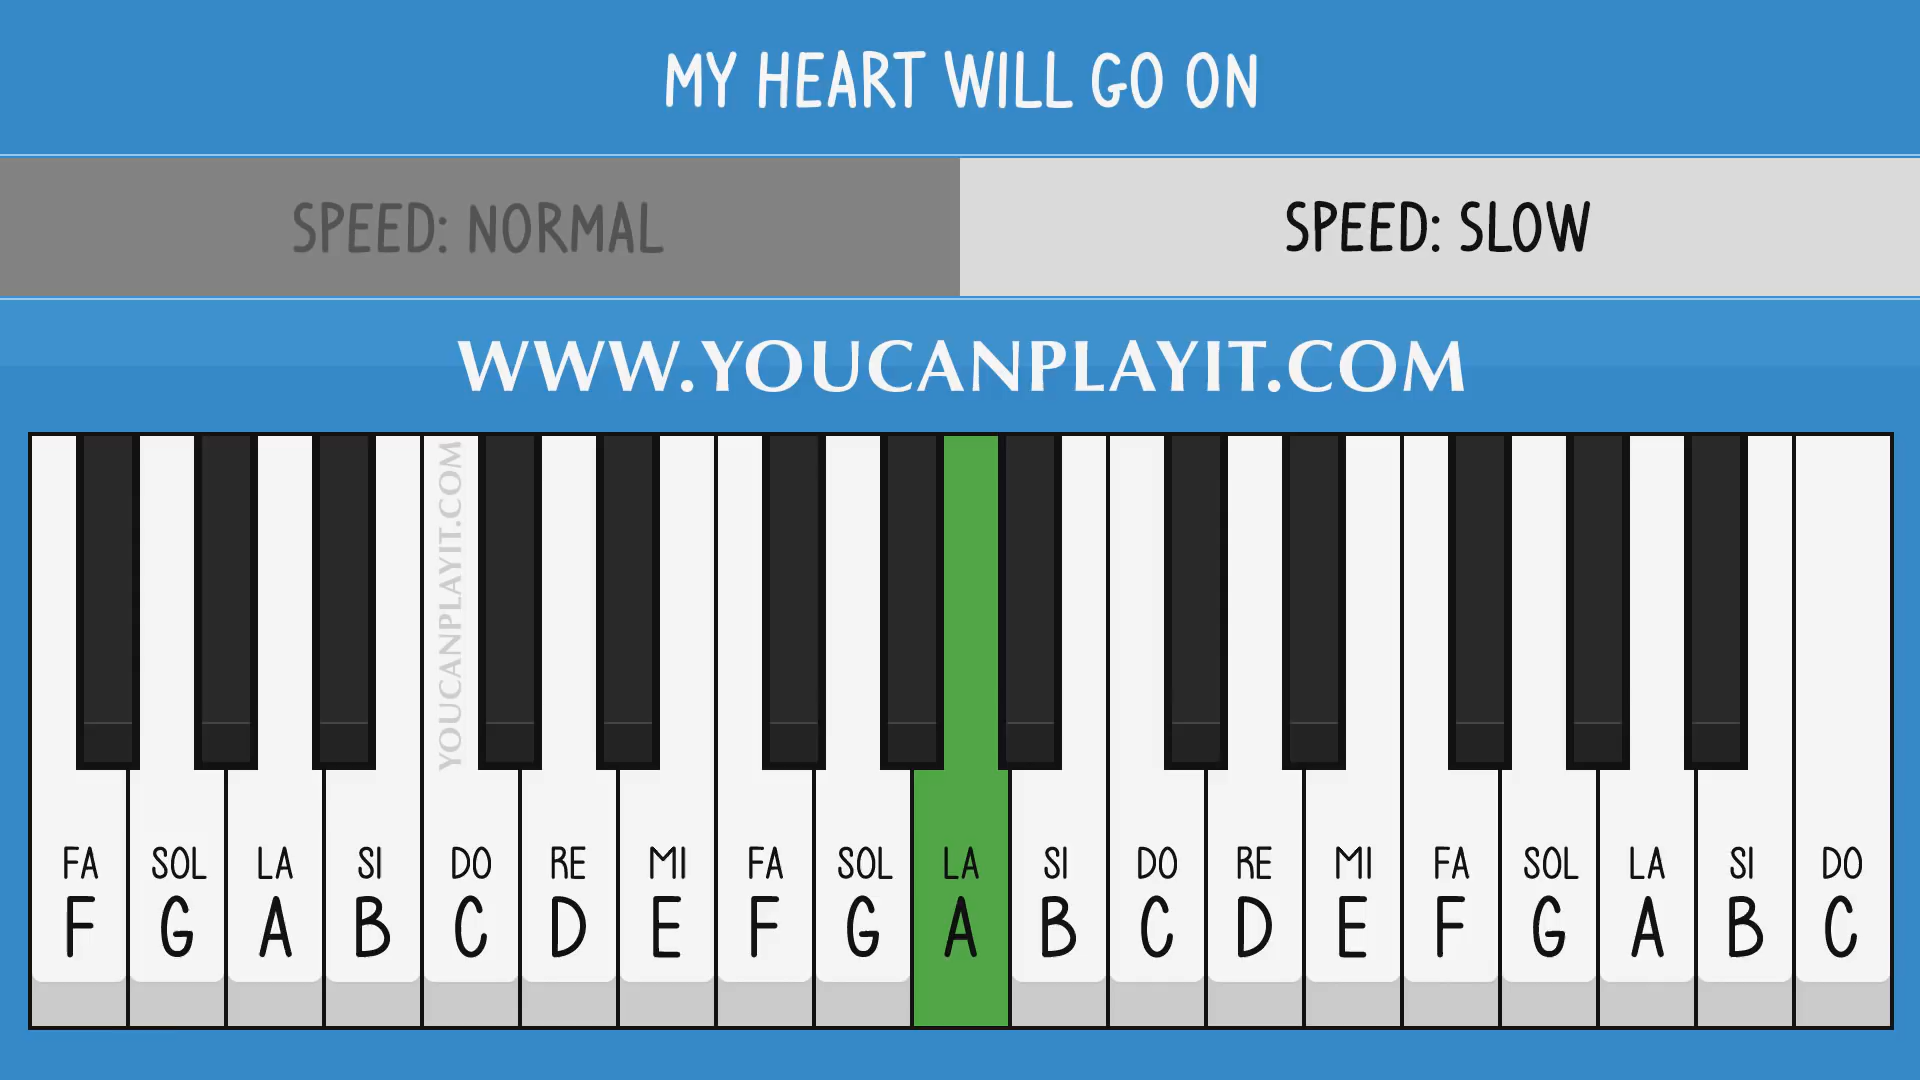 MY HEART WILL GO ON
SPEED: NORMAL SPEED: SLOW
WWW.YOUCANPLAYIT.COM
YOUCANPLAYIT.COM
FA SOL LA SI DO RE MI FA SOL LA SI DO RE MI FA SOL LA SI DO
F G A B C D E F G A B C D E F G A B C